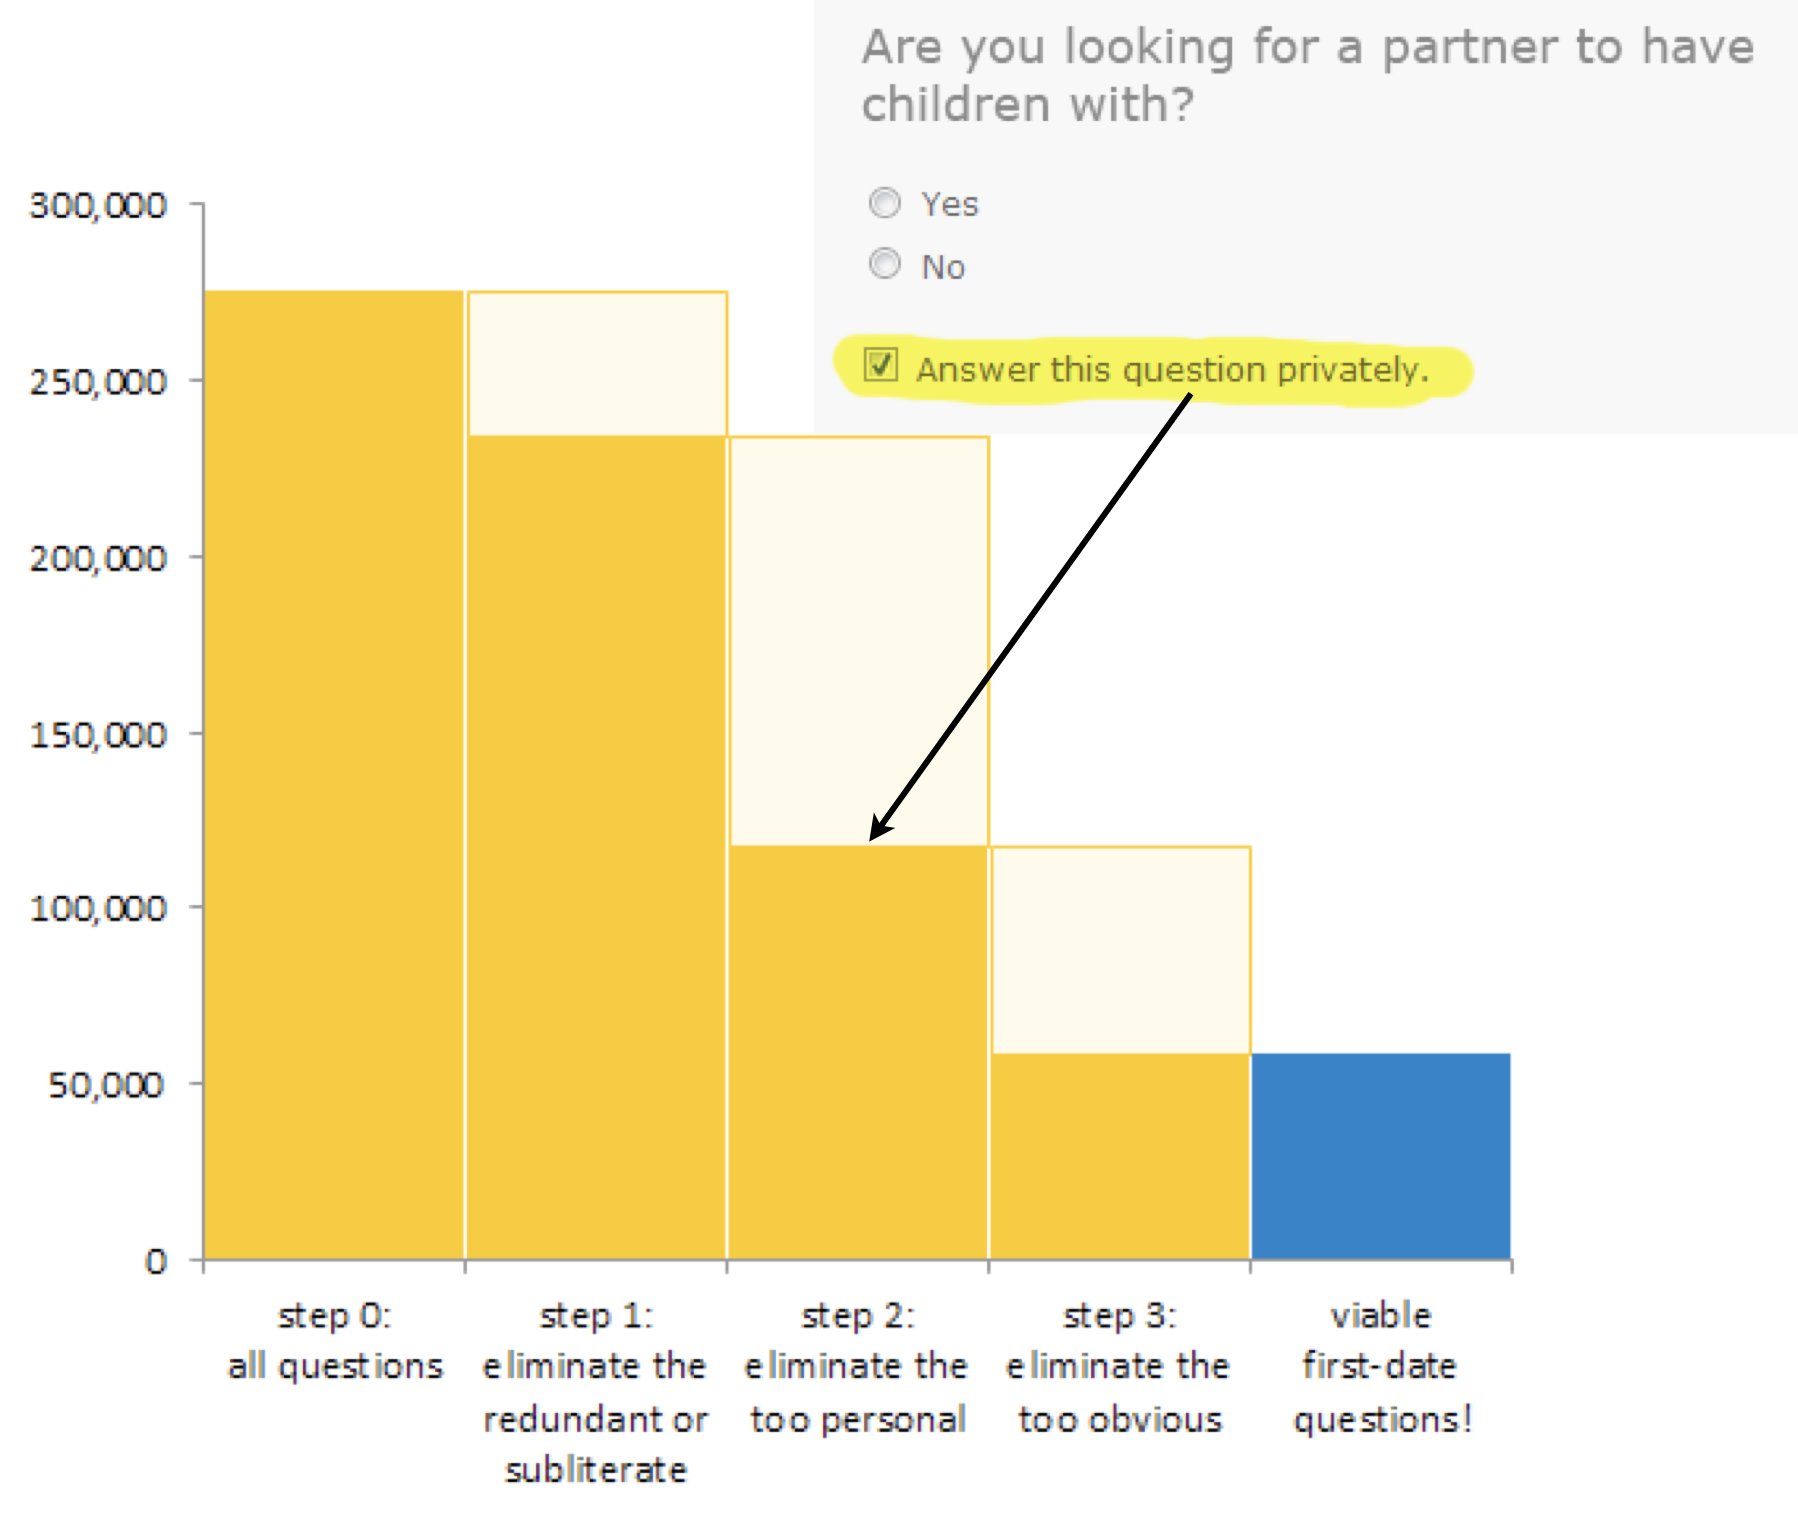 Are you looking for a partner to have
children with?
Yes
No
Answer this question privately.
300,000
250,000
200,000
150,000
100,000
50,000
0
step 0:
all questions
step 1:
eliminate the
redundant or
subliterate
step 2:
eliminate the
too personal
step 3:
eliminate the
too obvious
viable
first-date
questions!